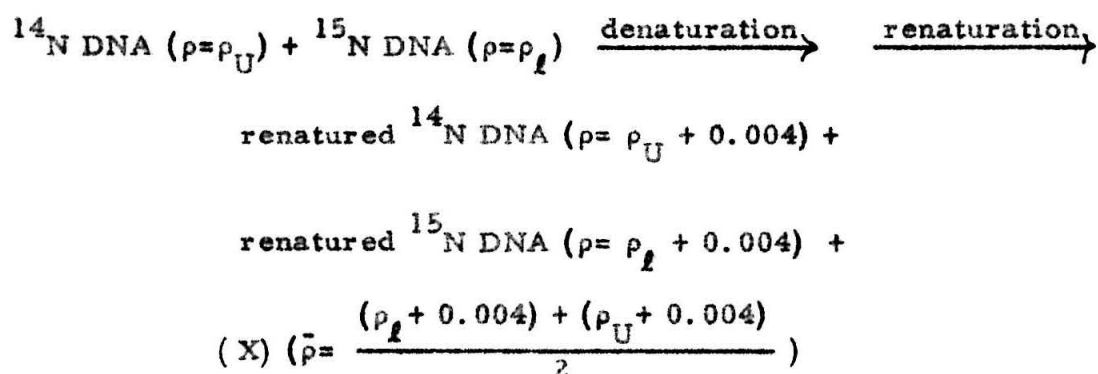 ¹⁴N DNA (ρ=ρ_U) + ¹⁵N DNA (ρ=ρ_ℓ) denaturation→ renaturation→
renatured ¹⁴N DNA (ρ= ρ_U + 0.004) +
renatured ¹⁵N DNA (ρ= ρ_ℓ + 0.004) +
(X) (ρ̄= (ρ_ℓ + 0.004) + (ρ_U + 0.004) / 2 )